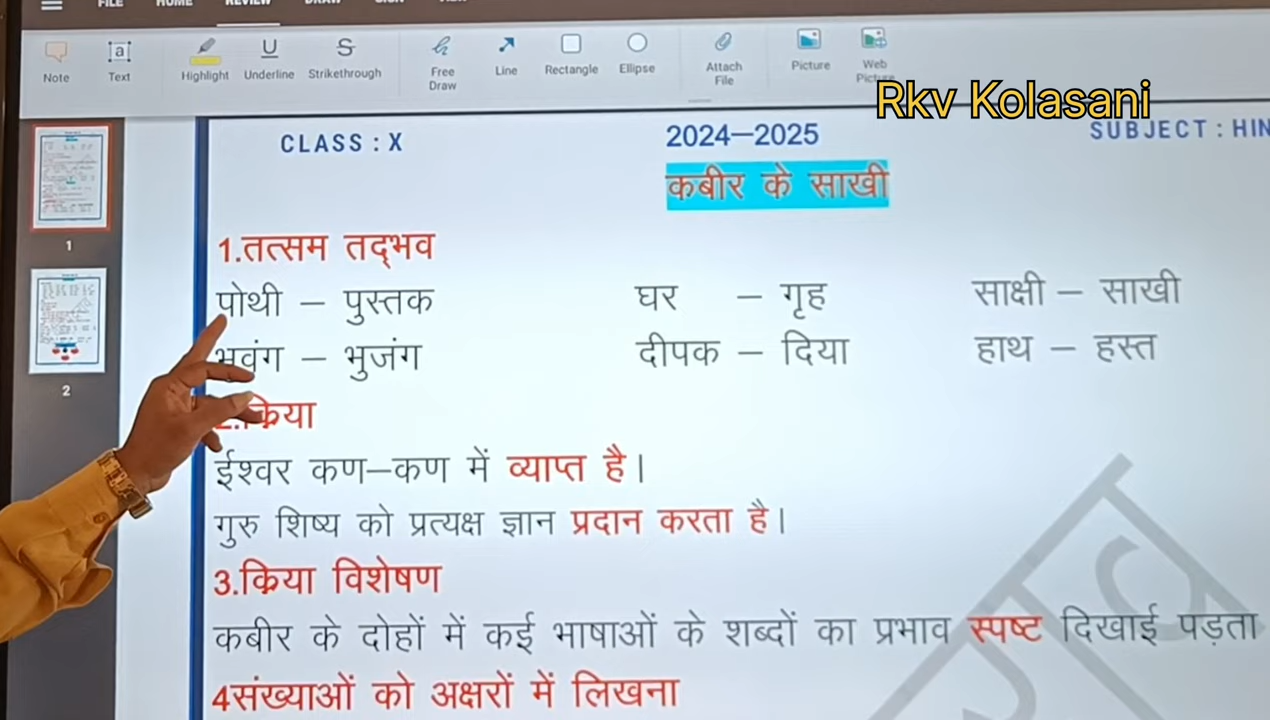 FILE HOME REVIEW DRAW
Note Text Highlight Underline Strikethrough Free Draw Line Rectangle Ellipse Attach File Picture Web Picture
Rkv Kolasani
CLASS : X 2024–2025 SUBJECT : HIN
कबीर के साखी
1.तत्सम तद्भव
पोथी – पुस्तक घर – गृह साक्षी – साखी
भवंग – भुजंग दीपक – दिया हाथ – हस्त
2.क्रिया
ईश्वर कण–कण में व्याप्त है।
गुरु शिष्य को प्रत्यक्ष ज्ञान प्रदान करता है।
3.क्रिया विशेषण
कबीर के दोहों में कई भाषाओं के शब्दों का प्रभाव स्पष्ट दिखाई पड़ता
4संख्याओं को अक्षरों में लिखना
1
2